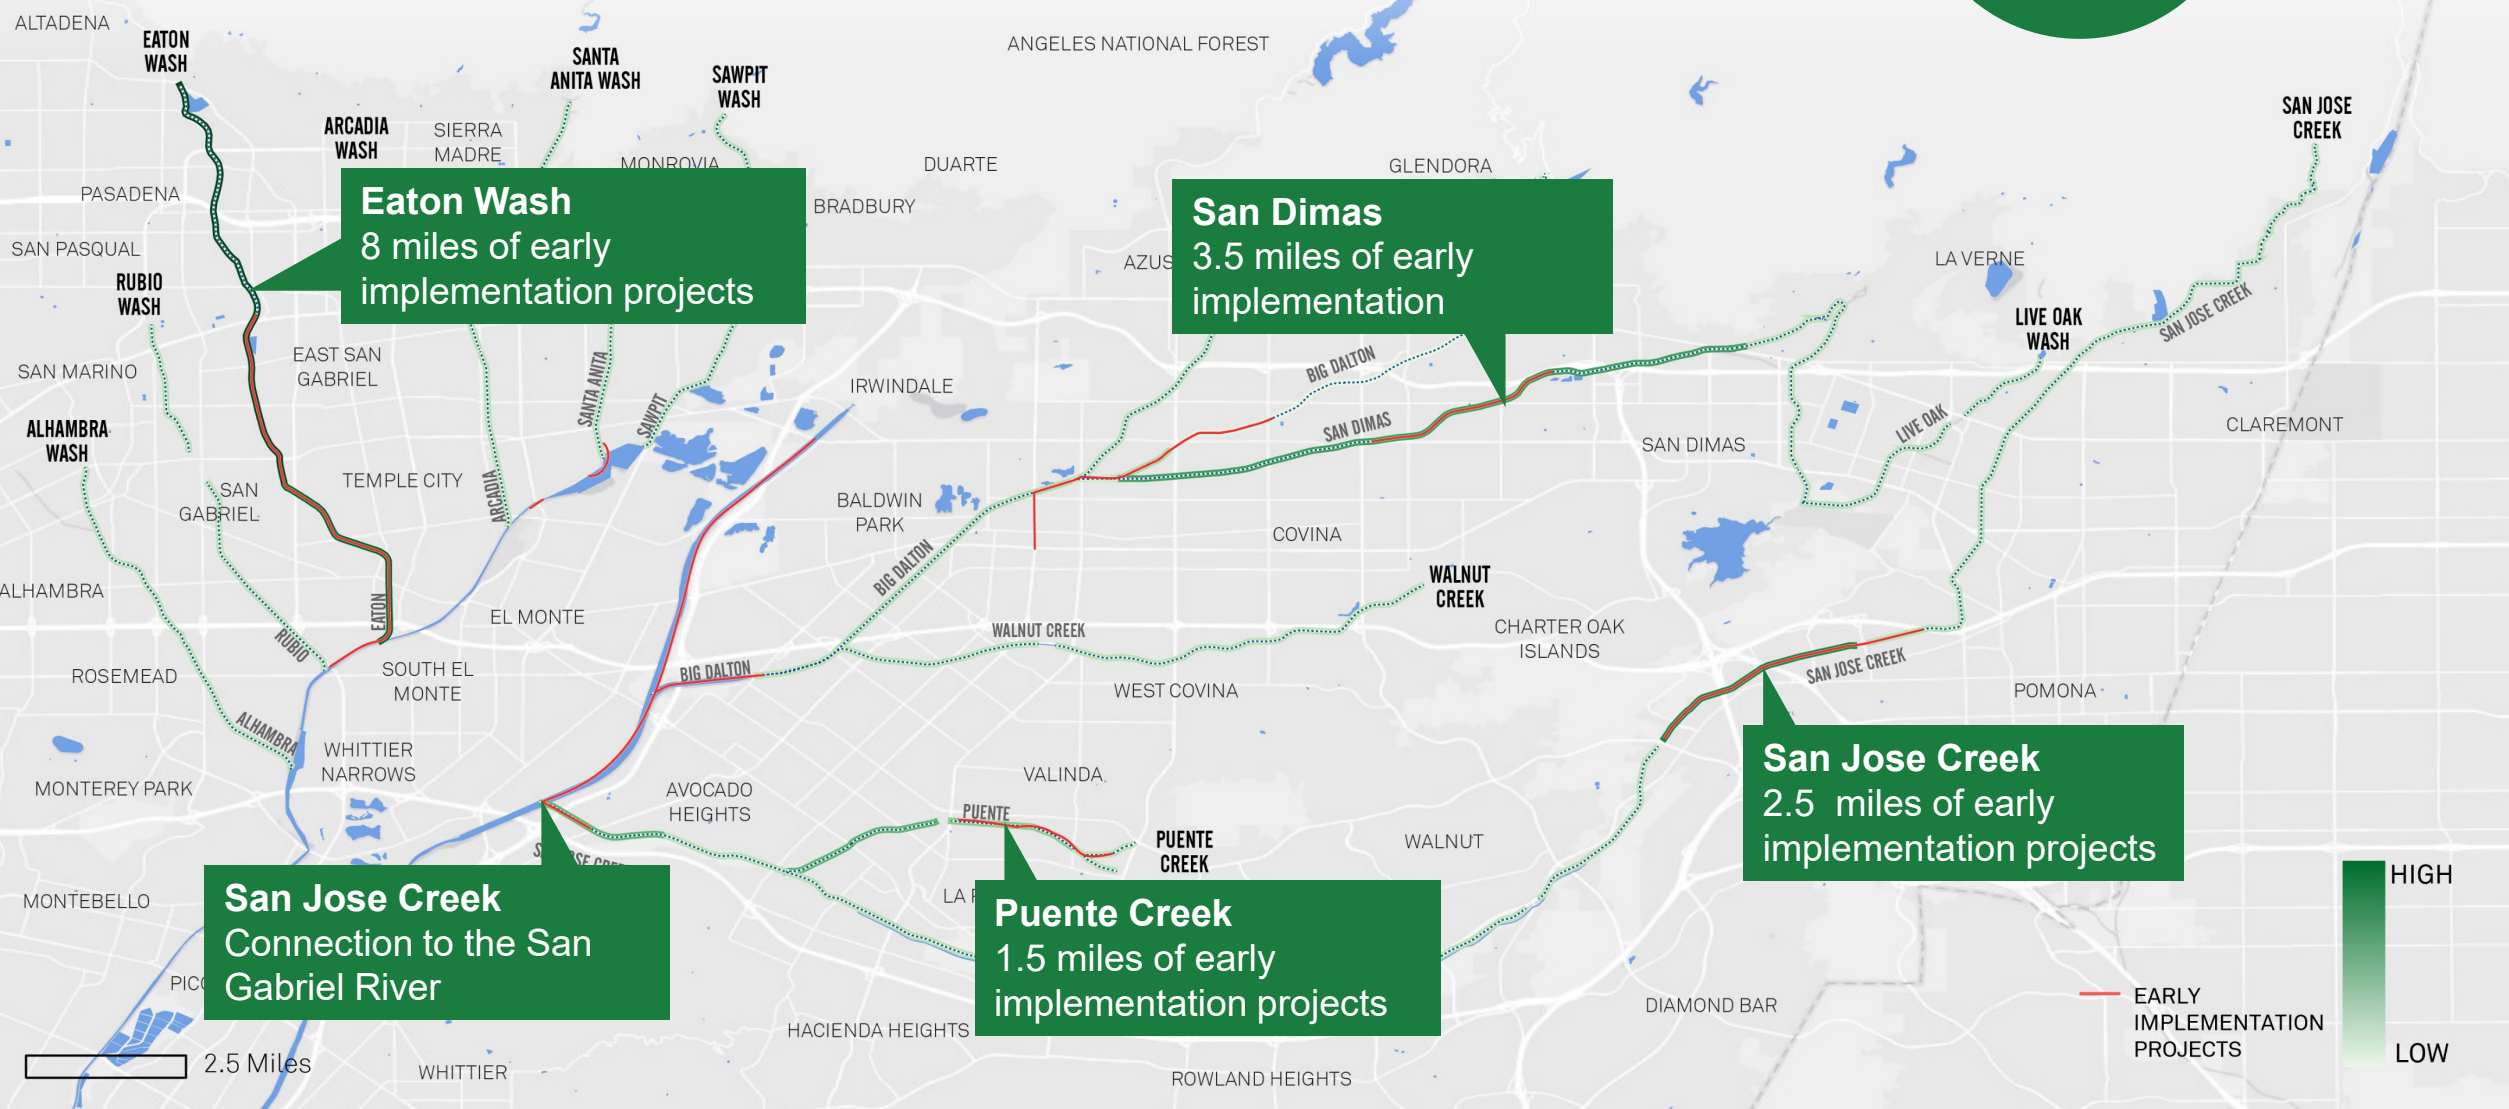 ALTADENA
EATON
WASH
SANTA
ANITA WASH
SAWPIT
WASH
ANGELES NATIONAL FOREST
SAN JOSE
CREEK
ARCADIA
WASH
SIERRA
MADRE
MONROVIA
DUARTE
GLENDORA
PASADENA
BRADBURY
SAN PASQUAL
Eaton Wash
8 miles of early
implementation projects
San Dimas
3.5 miles of early
implementation
AZUS
LA VERNE
RUBIO
WASH
LIVE OAK
WASH
SAN JOSE CREEK
EAST SAN
GABRIEL
SAN MARINO
SANTA ANITA
SAWPIT
IRWINDALE
BIG DALTON
SAN DIMAS
LIVE OAK
CLAREMONT
ALHAMBRA
WASH
SAN DIMAS
TEMPLE CITY
ARCADIA
SAN
GABRIEL
BALDWIN
PARK
COVINA
BIG DALTON
WALNUT
CREEK
ALHAMBRA
EATON
EL MONTE
RUBIO
WALNUT CREEK
CHARTER OAK
ISLANDS
ROSEMEAD
SOUTH EL
MONTE
BIG DALTON
WEST COVINA
SAN JOSE CREEK
POMONA
ALHAMBRA
WHITTIER
NARROWS
MONTEREY PARK
AVOCADO
HEIGHTS
VALINDA
PUENTE
PUENTE
CREEK
WALNUT
San Jose Creek
2.5 miles of early
implementation projects
MONTEBELLO
San Jose Creek
Connection to the San
Gabriel River
LA
Puente Creek
1.5 miles of early
implementation projects
HIGH
PICO
DIAMOND BAR
EARLY
IMPLEMENTATION
PROJECTS
LOW
HACIENDA HEIGHTS
2.5 Miles
WHITTIER
ROWLAND HEIGHTS